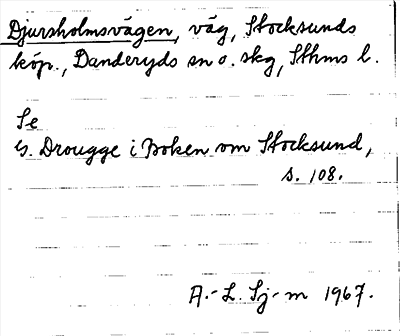 Djursholmsvägen, väg, Stocksunds
köp., Danderyds sn o. skg, Sthms l.
Se
G. Drougge i Boken om Stocksund,
s. 108.
A.-L. Sj-m 1967.